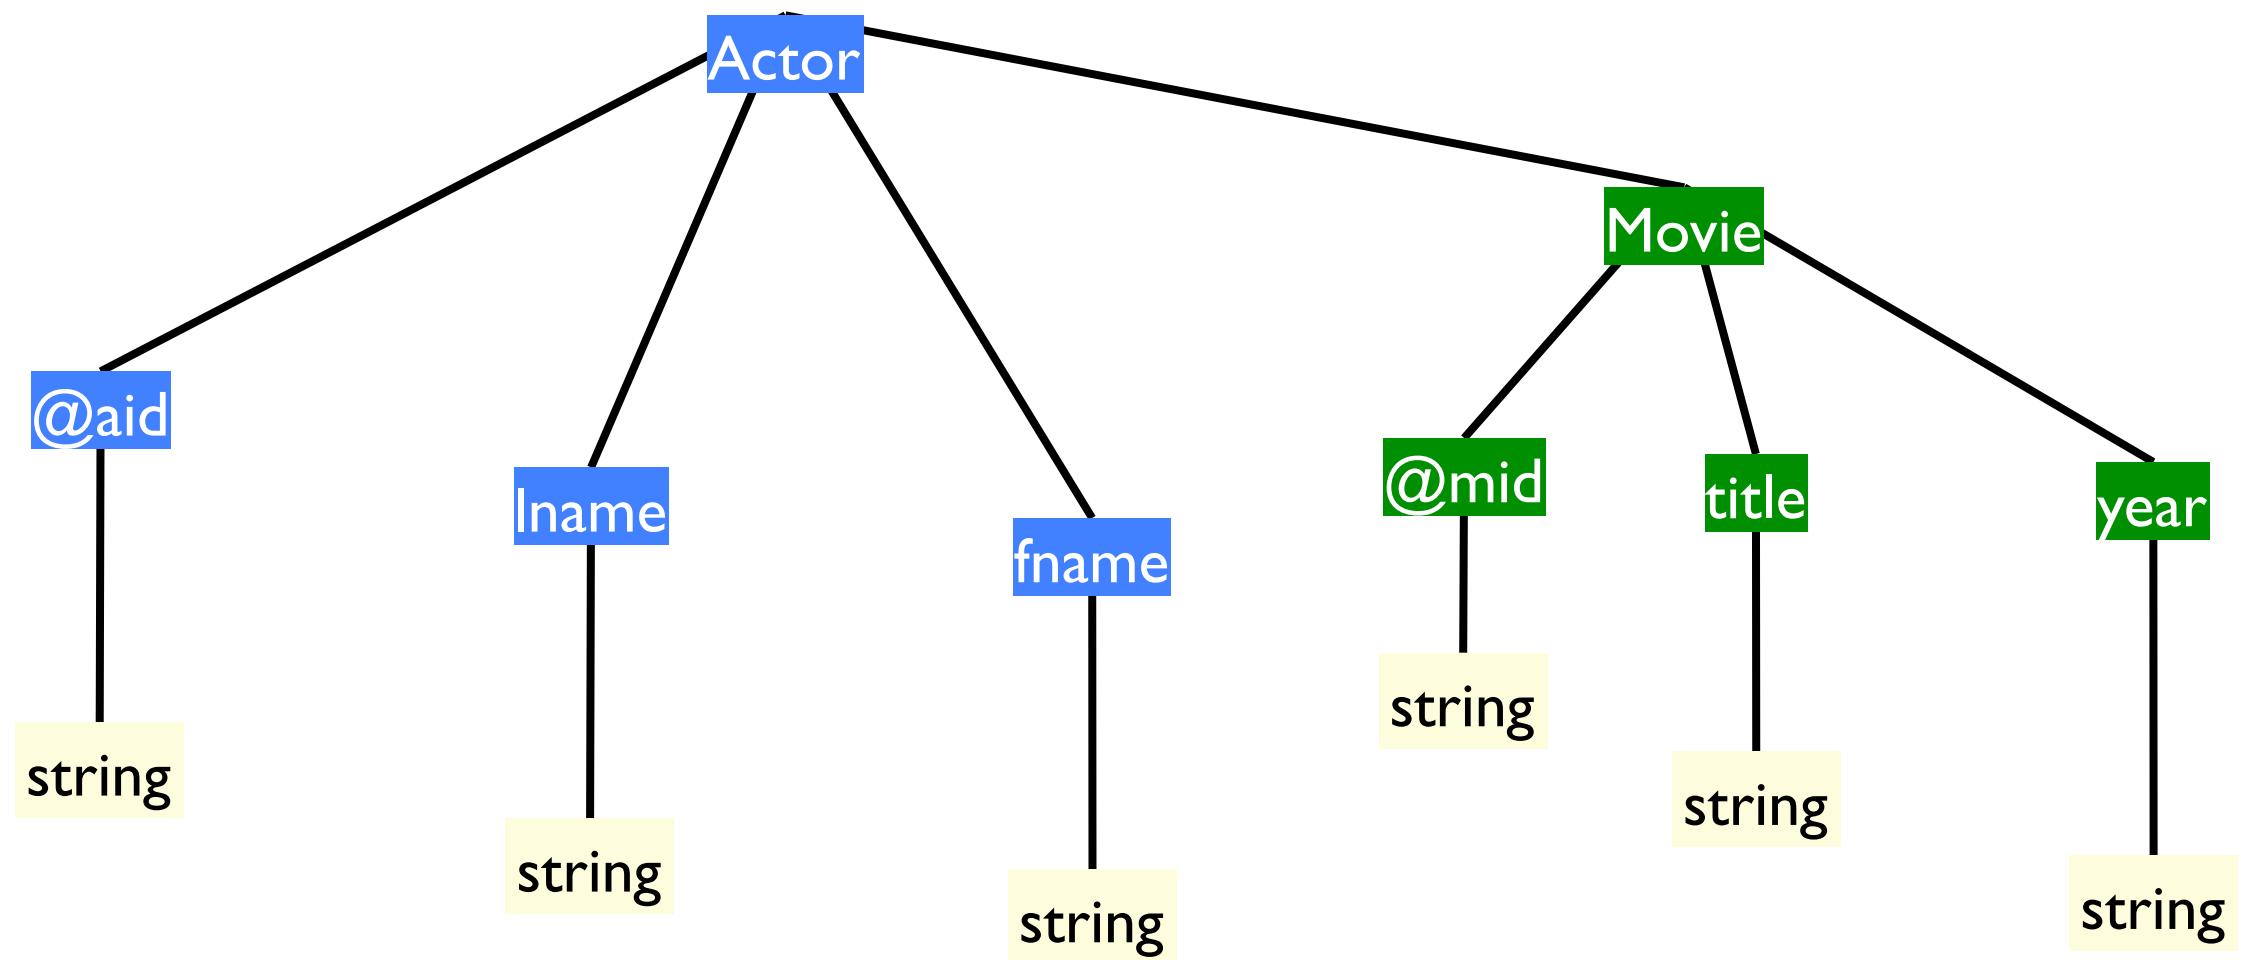 Actor
Movie
@aid
lname
fname
@mid
title
year
string
string
string
string
string
string